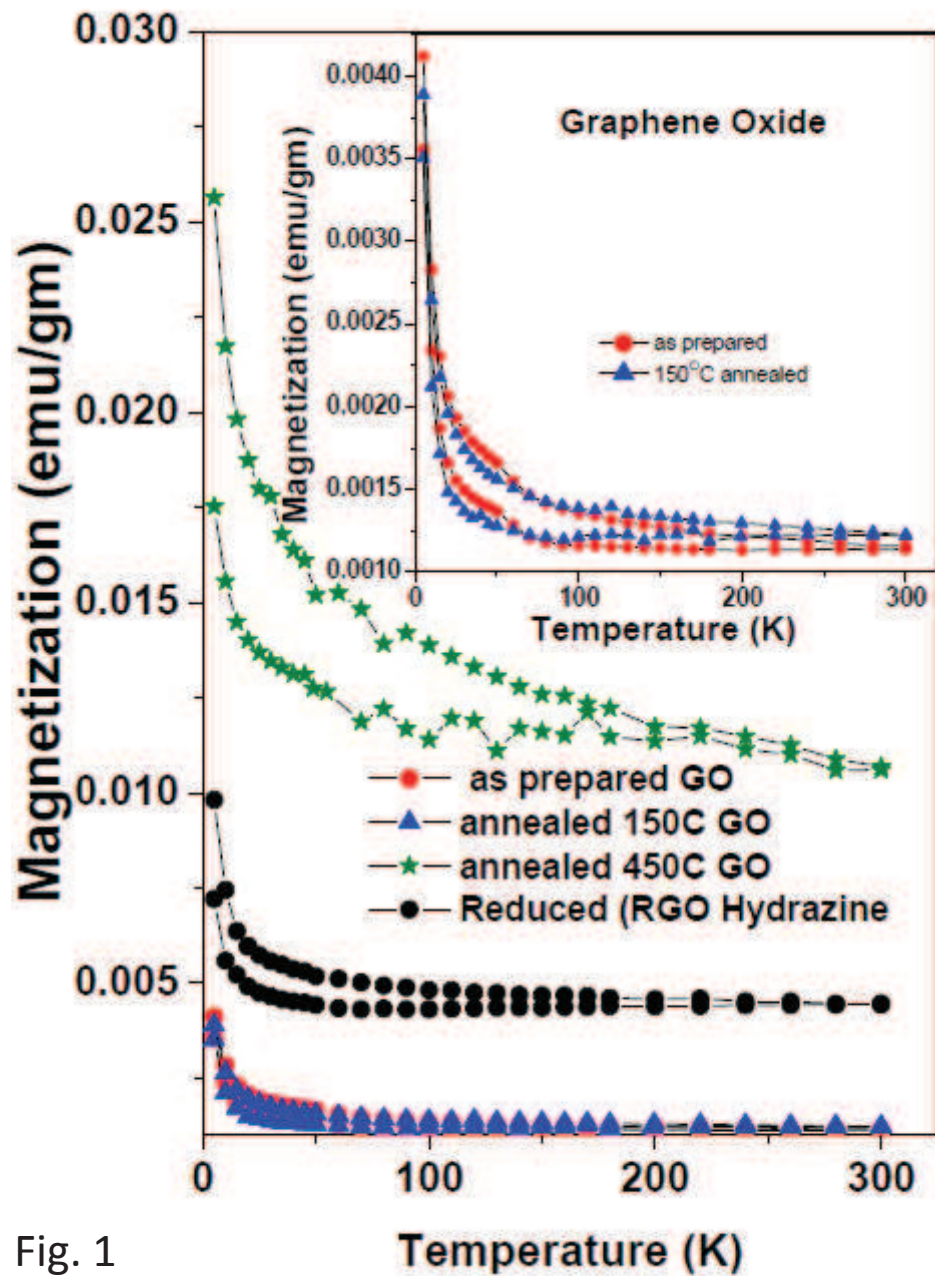 0.030
0.025
0.020
0.015
0.010
0.005
Magnetization (emu/gm)
0.0040
0.0035
0.0030
0.0025
0.0020
0.0015
0.0010
Magnetization (emu/gm)
Graphene Oxide
as prepared
150°C annealed
0 100 200 300
Temperature (K)
as prepared GO
annealed 150C GO
annealed 450C GO
Reduced (RGO Hydrazine
0 100 200 300
Temperature (K)
Fig. 1